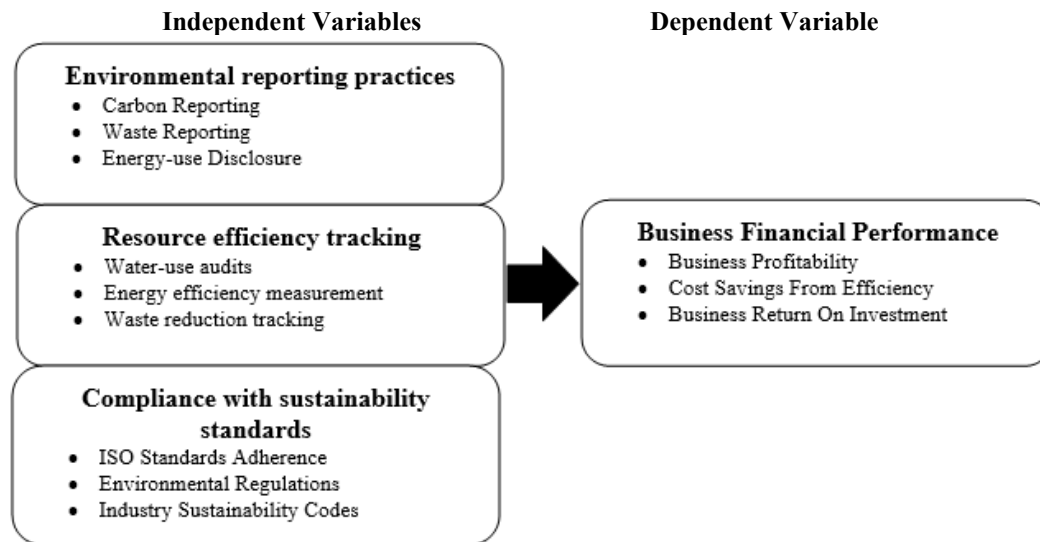 Independent Variables
Dependent Variable
Environmental reporting practices
• Carbon Reporting
• Waste Reporting
• Energy-use Disclosure
Resource efficiency tracking
• Water-use audits
• Energy efficiency measurement
• Waste reduction tracking
Compliance with sustainability
standards
• ISO Standards Adherence
• Environmental Regulations
• Industry Sustainability Codes
Business Financial Performance
• Business Profitability
• Cost Savings From Efficiency
• Business Return On Investment